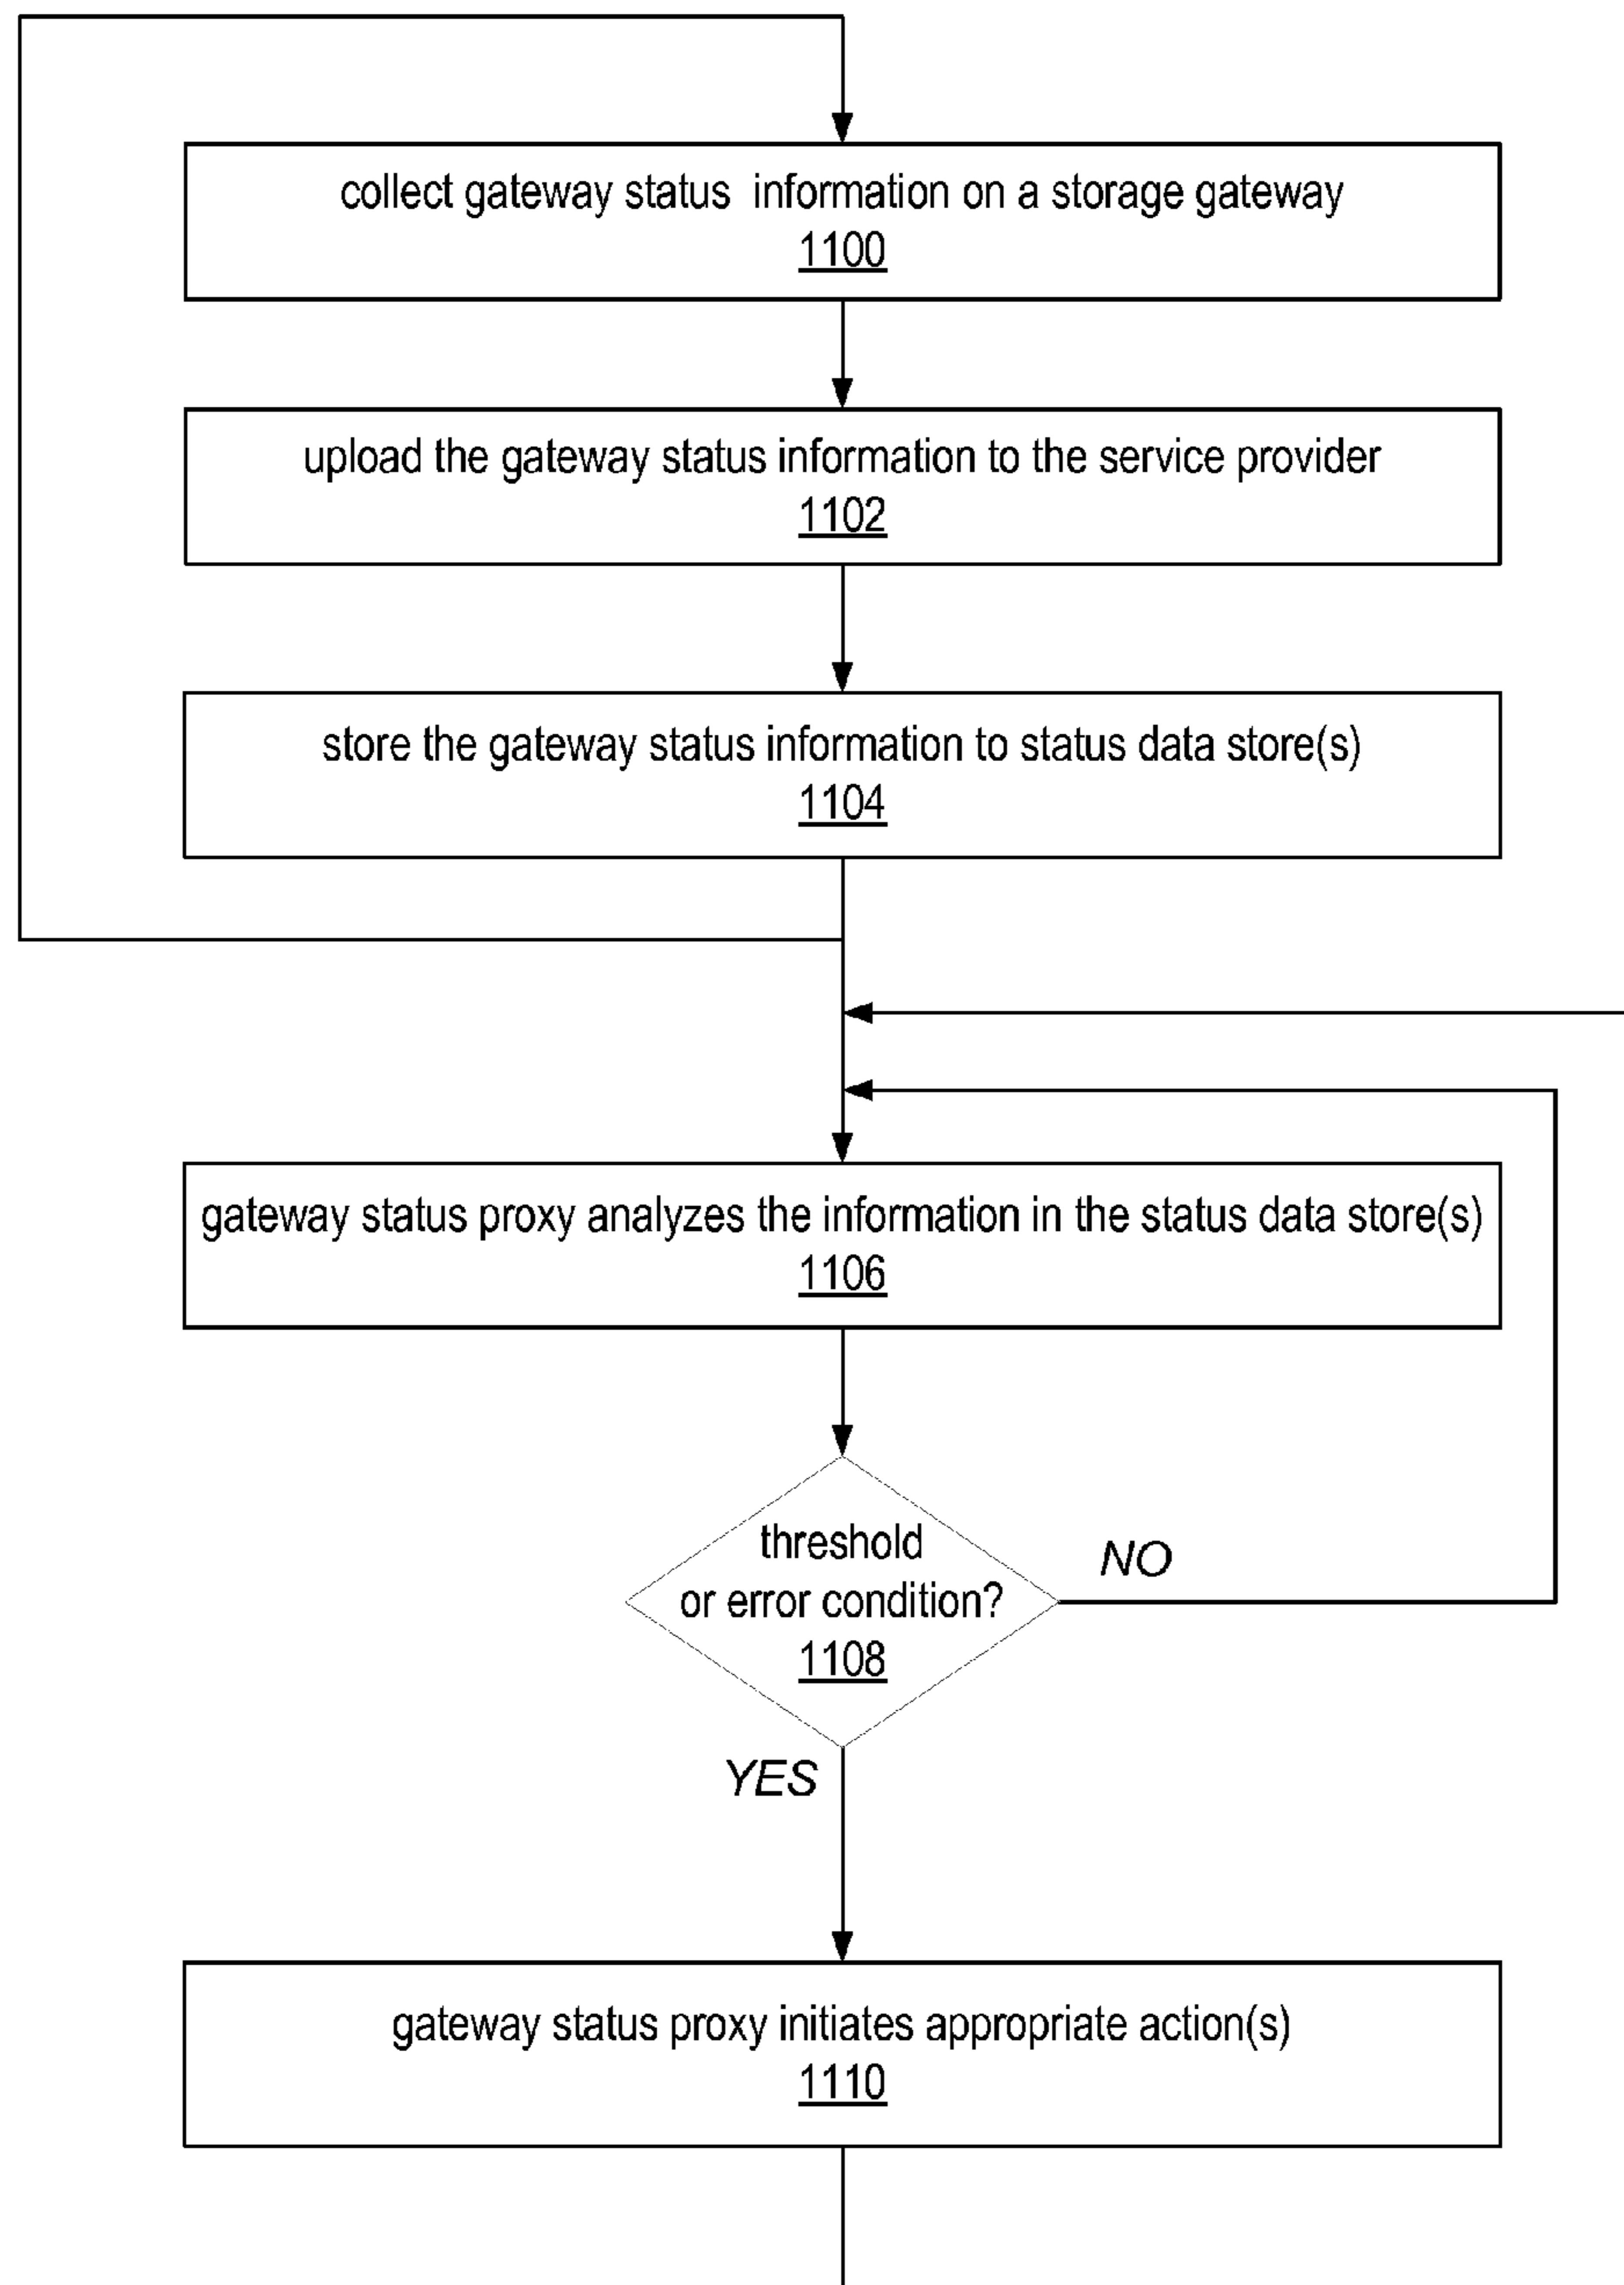 collect gateway status information on a storage gateway
1100
upload the gateway status information to the service provider
1102
store the gateway status information to status data store(s)
1104
gateway status proxy analyzes the information in the status data store(s)
1106
threshold
or error condition?
1108
NO
YES
gateway status proxy initiates appropriate action(s)
1110